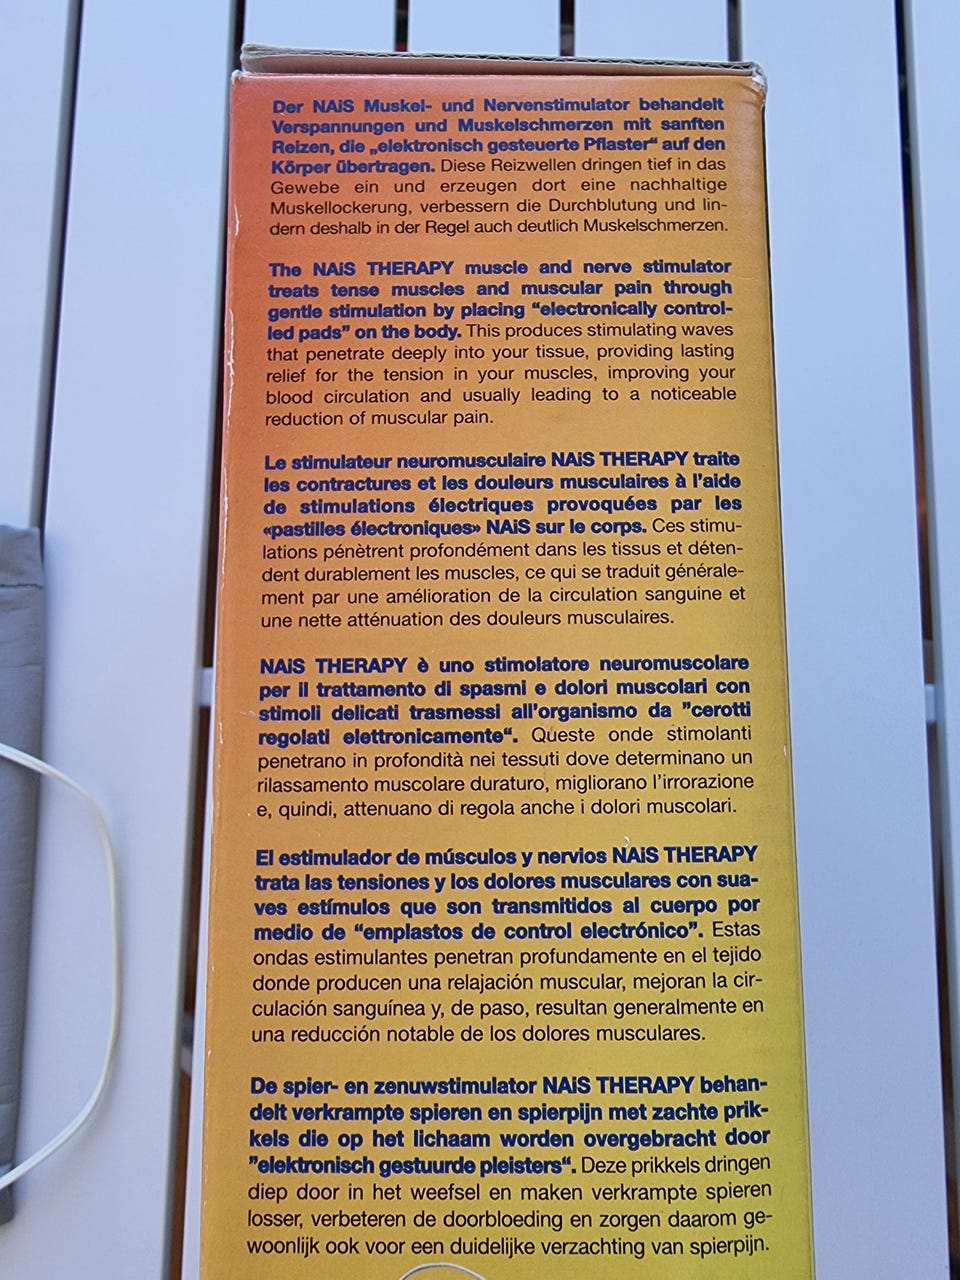 Der NAiS Muskel- und Nervenstimulator behandelt
Verspannungen und Muskelschmerzen mit sanften
Reizen, die „elektronisch gesteuerte Pflaster“ auf den
Körper übertragen. Diese Reizwellen dringen tief in das
Gewebe ein und erzeugen dort eine nachhaltige
Muskellockerung, verbessern die Durchblutung und lin-
dern deshalb in der Regel auch deutlich Muskelschmerzen.
The NAiS THERAPY muscle and nerve stimulator
treats tense muscles and muscular pain through
gentle stimulation by placing “electronically control-
led pads” on the body. This produces stimulating waves
that penetrate deeply into your tissue, providing lasting
relief for the tension in your muscles, improving your
blood circulation and usually leading to a noticeable
reduction of muscular pain.
Le stimulateur neuromusculaire NAiS THERAPY traite
les contractures et les douleurs musculaires à l’aide
de stimulations électriques provoquées par les
«pastilles électroniques» NAiS sur le corps. Ces stimu-
lations pénètrent profondément dans les tissus et déten-
dent durablement les muscles, ce qui se traduit générale-
ment par une amélioration de la circulation sanguine et
une nette atténuation des douleurs musculaires.
NAiS THERAPY è uno stimolatore neuromuscolare
per il trattamento di spasmi e dolori muscolari con
stimoli delicati trasmessi all’organismo da ”cerotti
regolati elettronicamente“. Queste onde stimolanti
penetrano in profondità nei tessuti dove determinano un
rilassamento muscolare duraturo, migliorano l’irrorazione
e, quindi, attenuano di regola anche i dolori muscolari.
El estimulador de músculos y nervios NAiS THERAPY
trata las tensiones y los dolores musculares con sua-
ves estímulos que son transmitidos al cuerpo por
medio de “emplastos de control electrónico”. Estas
ondas estimulantes penetran profundamente en el tejido
donde producen una relajación muscular, mejoran la cir-
culación sanguínea y, de paso, resultan generalmente en
una reducción notable de los dolores musculares.
De spier- en zenuwstimulator NAiS THERAPY behan-
delt verkrampte spieren en spierpijn met zachte prik-
kels die op het lichaam worden overgebracht door
”elektronisch gestuurde pleisters“. Deze prikkels dringen
diep door in het weefsel en maken verkrampte spieren
losser, verbeteren de doorbloeding en zorgen daarom ge-
woonlijk ook voor een duidelijke verzachting van spierpijn.